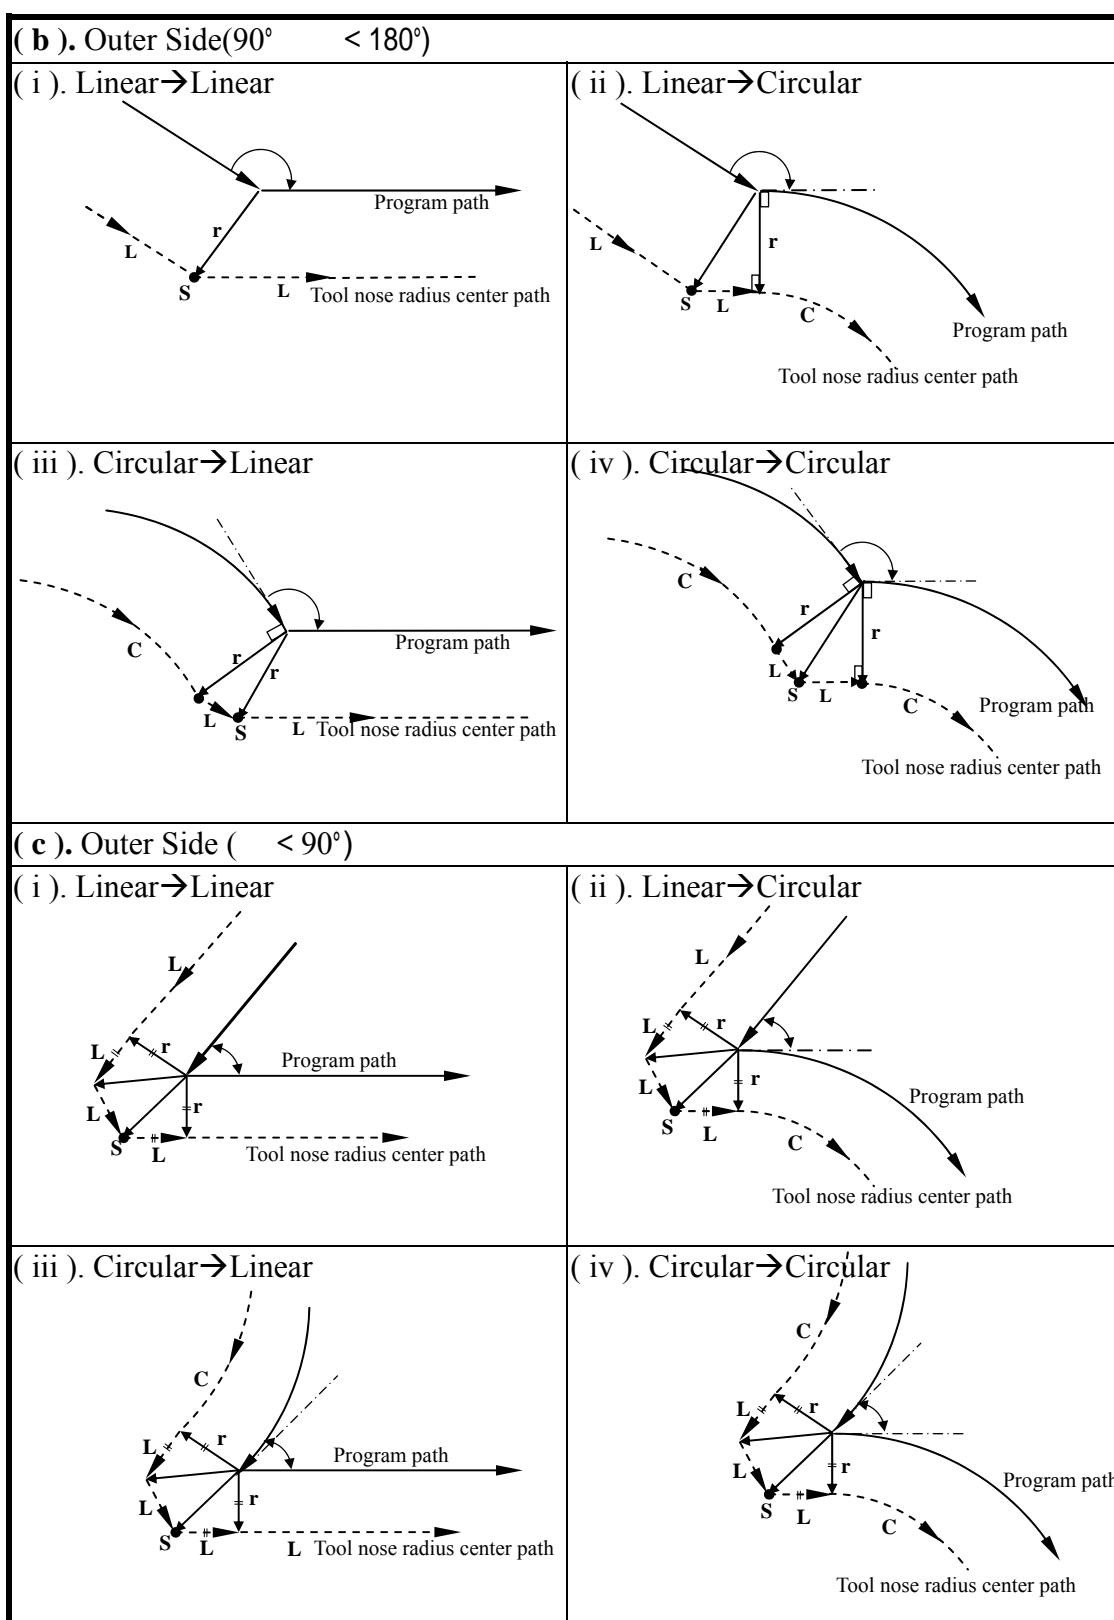 ( b ). Outer Side(90° < 180°)
( i ). Linear→Linear
r
Program path
L
S
L
Tool nose radius center path
( ii ). Linear→Circular
L
r
S
L
C
Program path
Tool nose radius center path
( iii ). Circular→Linear
C
r
r
Program path
L
S
L Tool nose radius center path
( iv ). Circular→Circular
C
r
r
L
S
L
C
Program path
Tool nose radius center path
( c ). Outer Side ( < 90°)
( i ). Linear→Linear
L
L
r
Program path
L
r
S
L
Tool nose radius center path
( ii ). Linear→Circular
L
L
r
L
r
Program path
S
L
C
Tool nose radius center path
( iii ). Circular→Linear
C
L
r
Program path
L
r
S
L
L Tool nose radius center path
( iv ). Circular→Circular
C
L
r
L
r
Program path
S
L
C
Tool nose radius center path